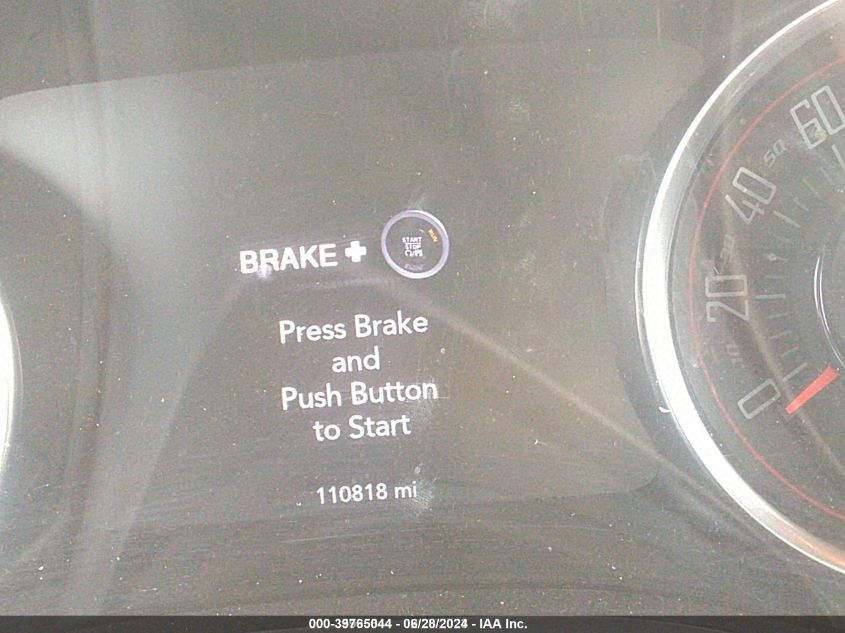 BRAKE +
START
STOP
RUN
Press Brake
and
Push Button
to Start
110818 mi
60
40
20
0
000-39765044 - 06/28/2024 - IAA Inc.